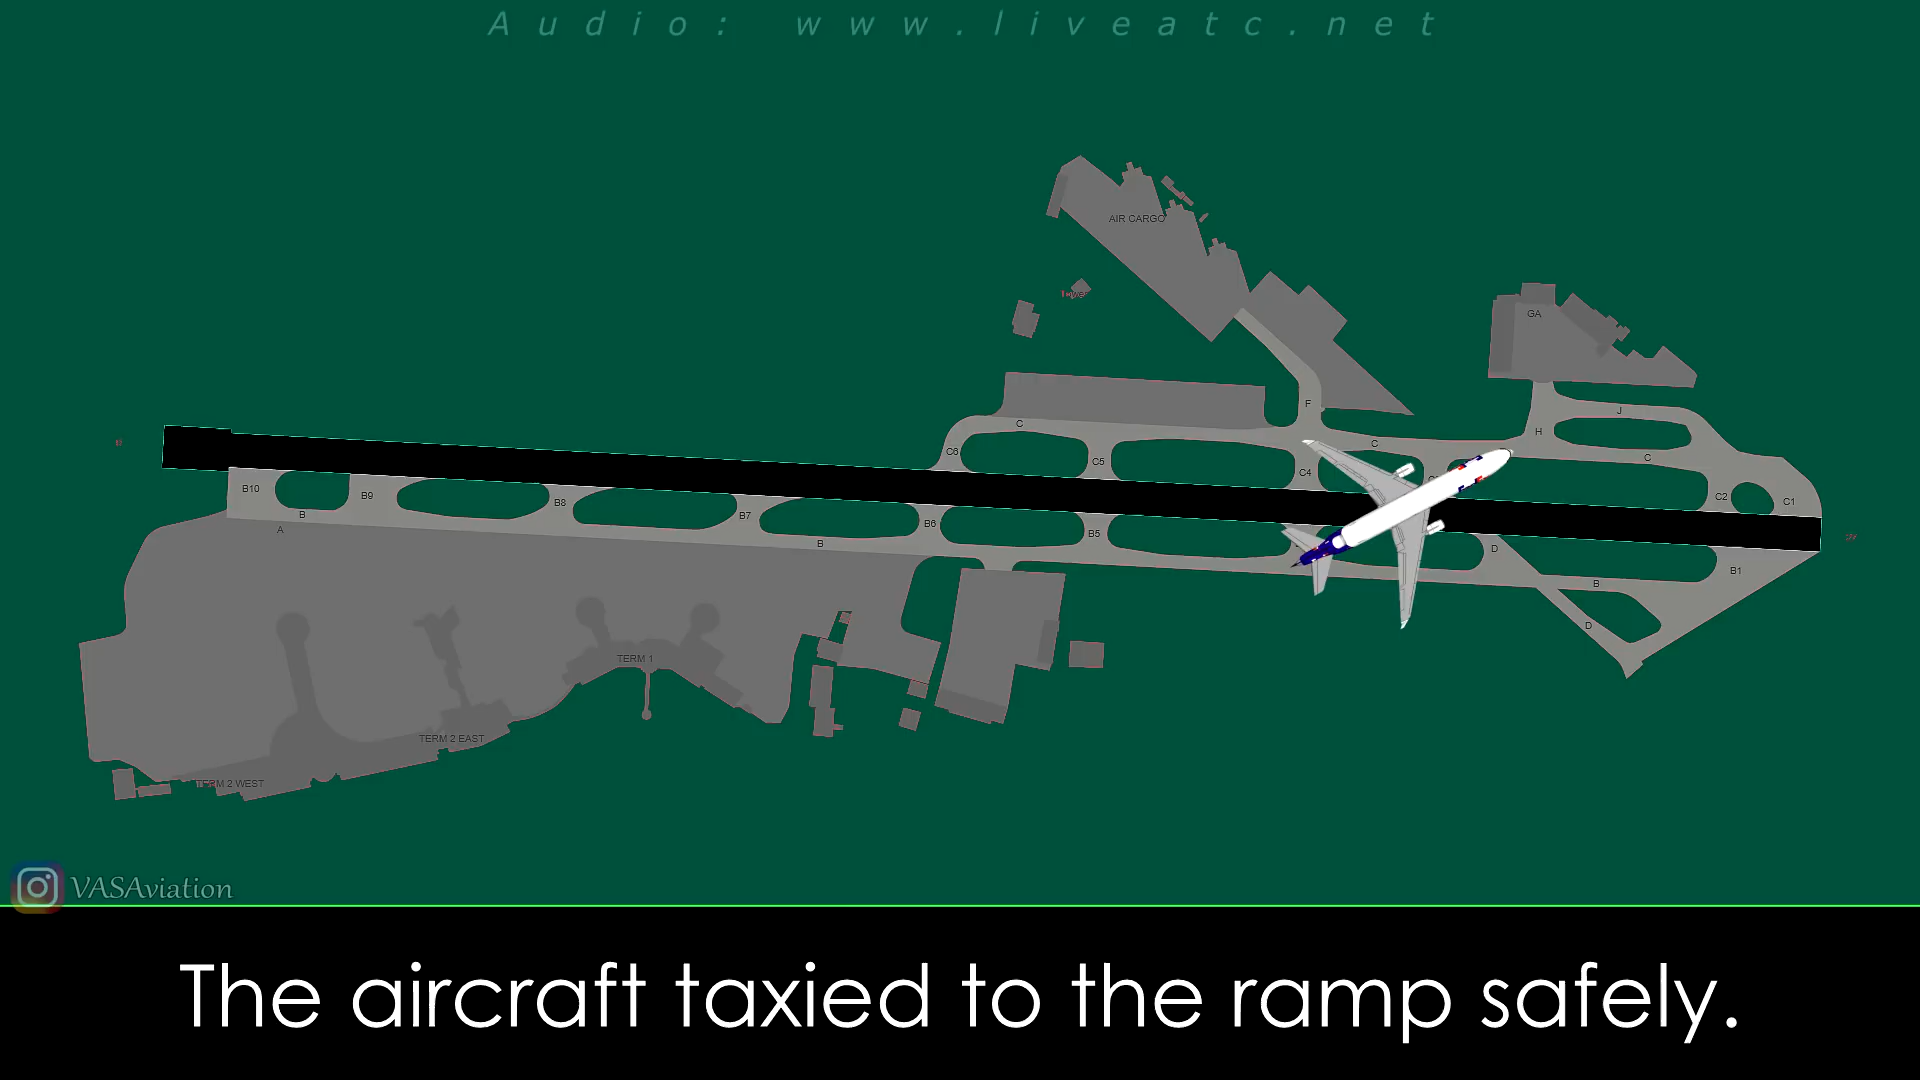 Audio: www.liveatc.net
AIR CARGO
Tower
GA
F
J
H
C
C
C
C6
C5
C4
C2
C1
B10
B9
B8
B7
B6
B5
B
A
B
D
B
B1
D
TERM 1
TERM 2 EAST
TERM 2 WEST
VASAviation
The aircraft taxied to the ramp safely.